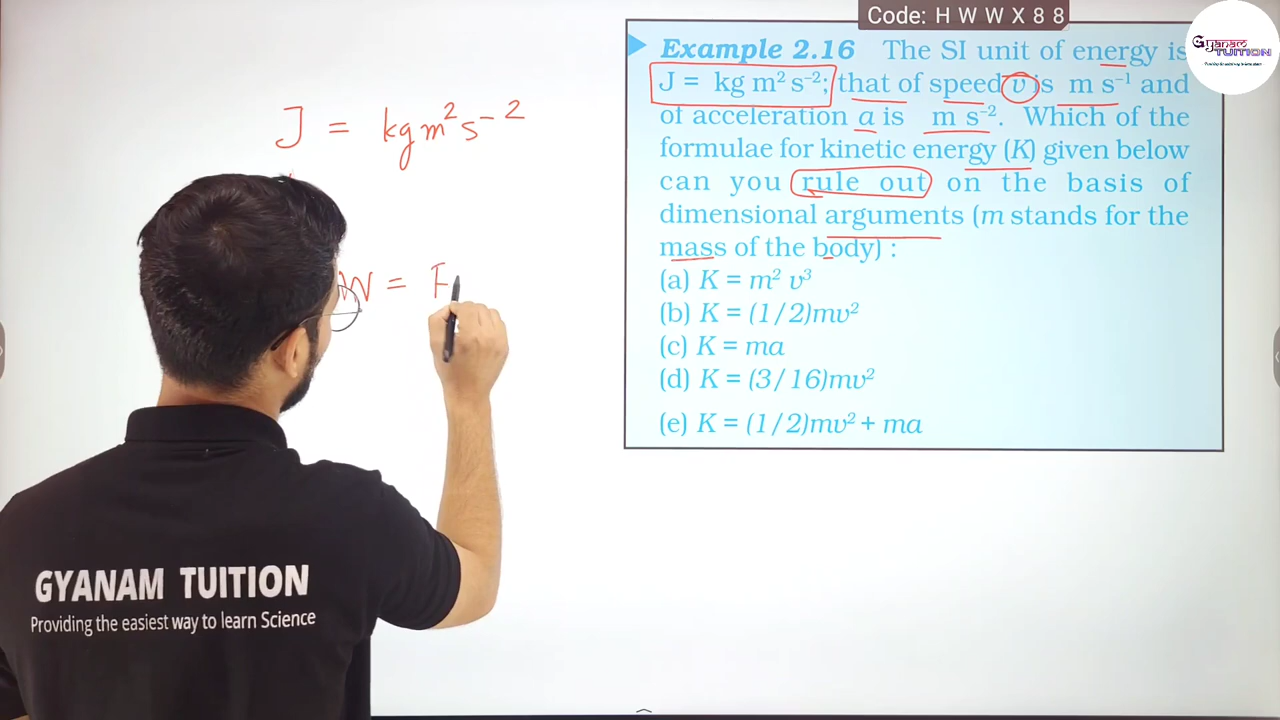 Code: H W W X 8 8
Gyanam
TUITION
Example 2.16 The SI unit of energy is
J = kg m² s⁻²; that of speed v is m s⁻¹ and
of acceleration a is m s⁻². Which of the
formulae for kinetic energy (K) given below
can you rule out on the basis of
dimensional arguments (m stands for the
mass of the body) :
(a) K = m² v³
(b) K = (1/2)mv²
(c) K = ma
(d) K = (3/16)mv²
(e) K = (1/2)mv² + ma
J = kg m² s⁻²
W = F
GYANAM TUITION
Providing the easiest way to learn Science